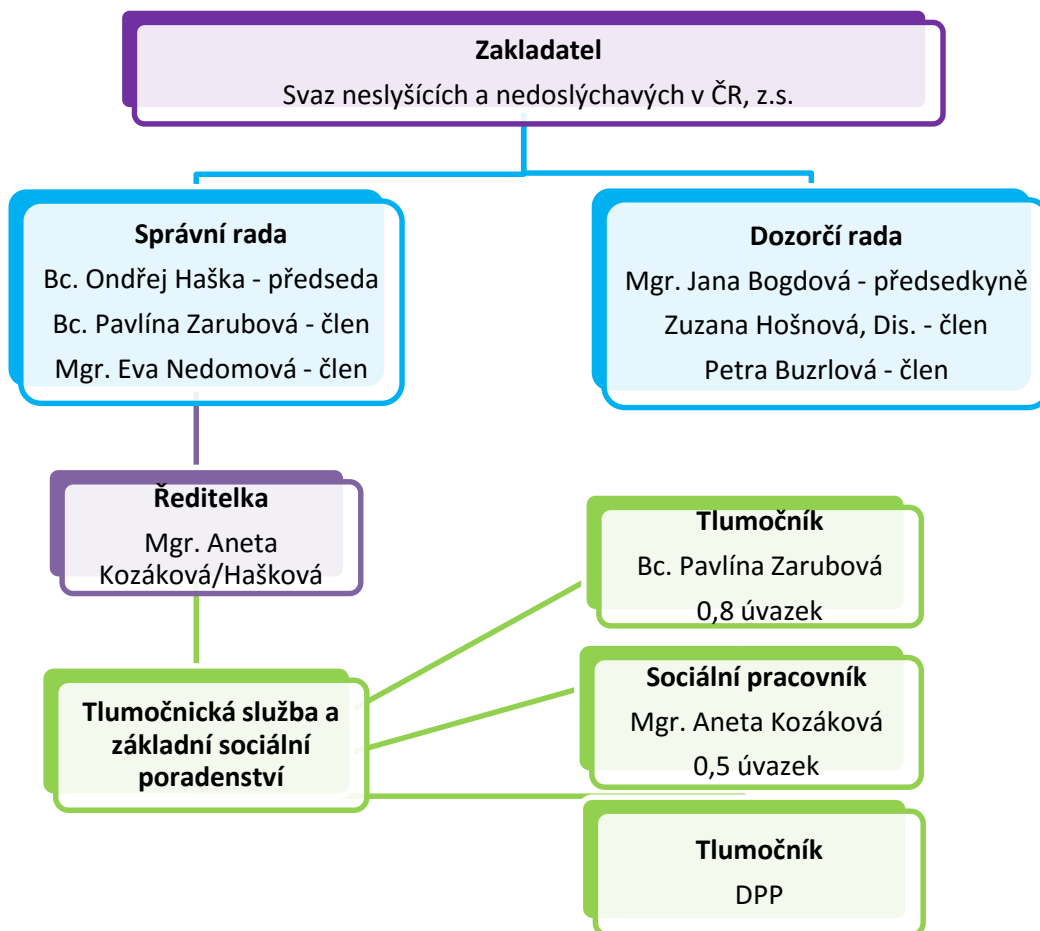 Zakladatel
Svaz neslyšících a nedoslýchavých v ČR, z.s.
Správní rada
Bc. Ondřej Haška - předseda
Bc. Pavlína Zarubová - člen
Mgr. Eva Nedomová - člen
Dozorčí rada
Mgr. Jana Bogdová - předsedkyně
Zuzana Hošnová, Dis. - člen
Petra Buzrlová - člen
Ředitelka
Mgr. Aneta
Kozáková/Hašková
Tlumočnická služba a
základní sociální
poradenství
Tlumočník
Bc. Pavlína Zarubová
0,8 úvazek
Sociální pracovník
Mgr. Aneta Kozáková
0,5 úvazek
Tlumočník
DPP